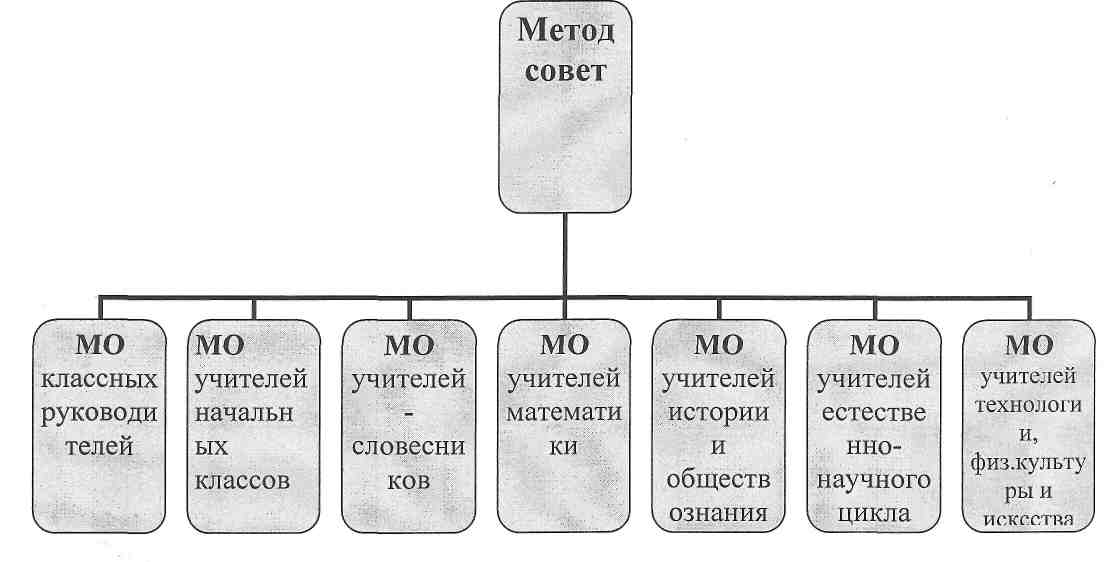 Метод
совет
МО
классных
руководи
телей
МО
учителей
начальн
ых
классов
МО
учителей
-
словесни
ков
МО
учителей
математи
ки
МО
учителей
истории
и
обществ
ознания
МО
учителей
естестве
нно-
научного
цикла
МО
учителей
технологи
и,
физ.культу
ры и
исксства